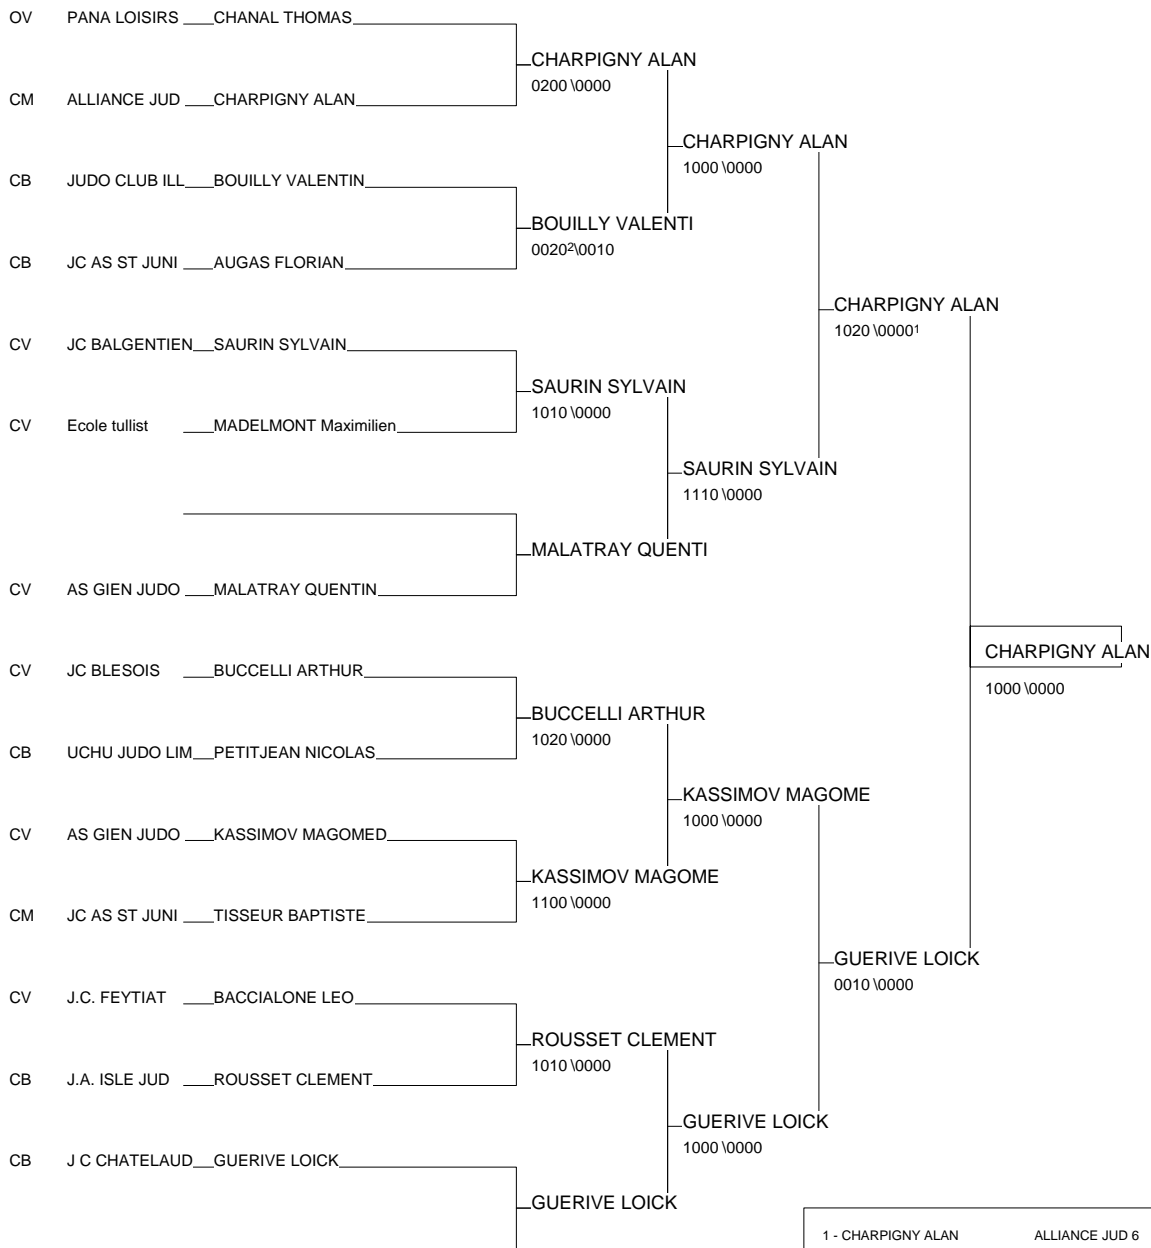 OV PANA LOISIRS CHANAL THOMAS
CHARPIGNY ALAN
0200 \0000
CM ALLIANCE JUD CHARPIGNY ALAN
CHARPIGNY ALAN
1000 \0000
CB JUDO CLUB ILL BOUILLY VALENTIN
BOUILLY VALENTI
0020²\0010
CB JC AS ST JUNI AUGAS FLORIAN
CHARPIGNY ALAN
1020 \0000¹
CV JC BALGENTIEN SAURIN SYLVAIN
SAURIN SYLVAIN
1010 \0000
CV Ecole tullist MADELMONT Maximilien
SAURIN SYLVAIN
1110 \0000
MALATRAY QUENTI
CV AS GIEN JUDO MALATRAY QUENTIN
CHARPIGNY ALAN
1000 \0000
CV JC BLESOIS BUCCELLI ARTHUR
BUCCELLI ARTHUR
1020 \0000
CB UCHU JUDO LIM PETITJEAN NICOLAS
KASSIMOV MAGOME
1000 \0000
CV AS GIEN JUDO KASSIMOV MAGOMED
KASSIMOV MAGOME
1100 \0000
CM JC AS ST JUNI TISSEUR BAPTISTE
GUERIVE LOICK
0010 \0000
CV J.C. FEYTIAT BACCIALONE LEO
ROUSSET CLEMENT
1010 \0000
CB J.A. ISLE JUD ROUSSET CLEMENT
GUERIVE LOICK
1000 \0000
CB J C CHATELAUD GUERIVE LOICK
GUERIVE LOICK
1 - CHARPIGNY ALAN ALLIANCE JUD 6